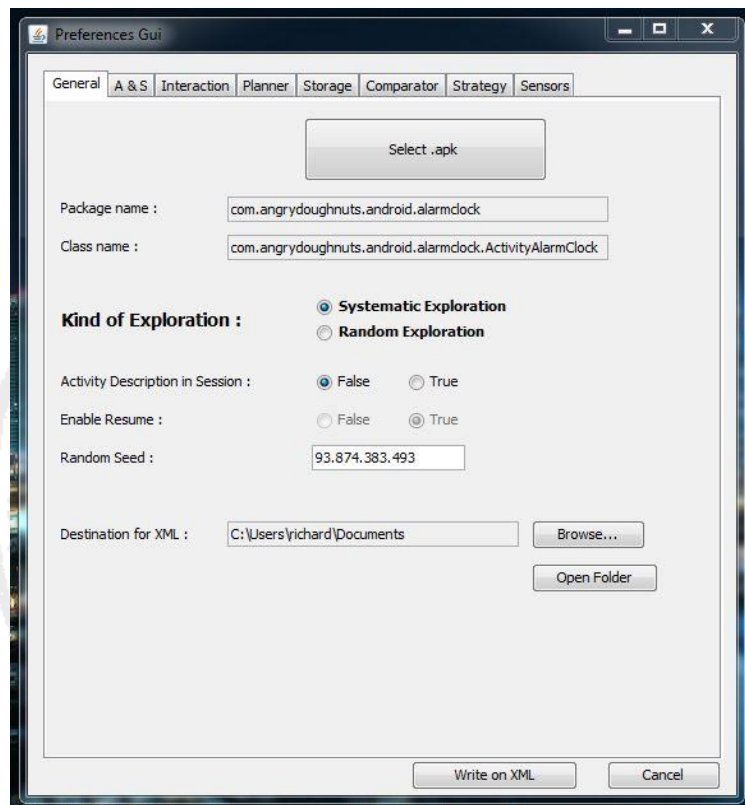 Preferences Gui
General A & S Interaction Planner Storage Comparator Strategy Sensors
Select .apk
Package name : com.angrydoughnuts.android.alarmclock
Class name : com.angrydoughnuts.android.alarmclock.ActivityAlarmClock
Kind of Exploration :
Systematic Exploration
Random Exploration
Activity Description in Session : False True
Enable Resume : False True
Random Seed : 93.874.383.493
Destination for XML : C:\Users\richard\Documents Browse...
Open Folder
Write on XML Cancel